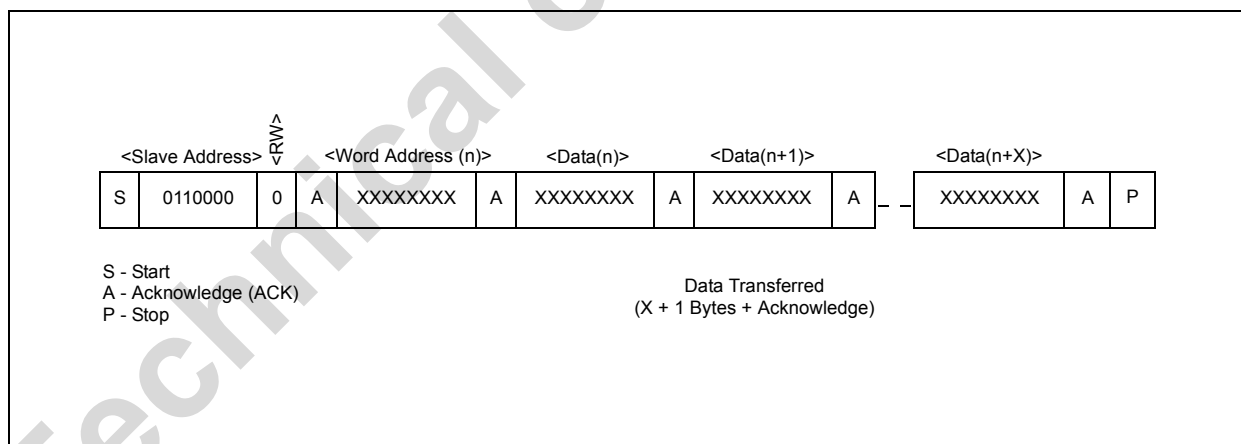 Technical
<Slave Address> <RW> <Word Address (n)> <Data(n)> <Data(n+1)> <Data(n+X)>
S 0110000 0 A XXXXXXXX A XXXXXXXX A XXXXXXXX A XXXXXXXX A P
S - Start
A - Acknowledge (ACK)
P - Stop
Data Transferred
(X + 1 Bytes + Acknowledge)